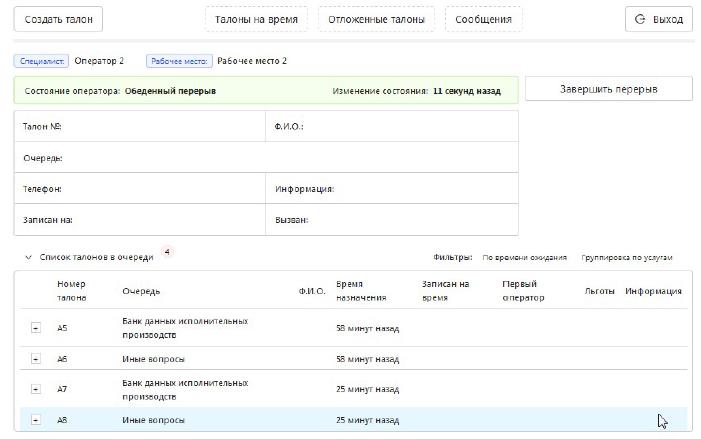 Создать талон
Талоны на время
Отложенные талоны
Сообщения
Выход
Специалист: Оператор 2 Рабочее место: Рабочее место 2
Состояние оператора: Обеденный перерыв Изменение состояния: 11 секунд назад
Завершить перерыв
Талон №: Ф.И.О.:
Очередь:
Телефон: Информация:
Записан на: Вызван:
Список талонов в очереди 4 Фильтры: По времени ожидания Группировка по услугам
Номер талона Очередь Ф.И.О. Время назначения Записан на время Первый оператор Льготы Информация
А5 Банк данных исполнительных производств 58 минут назад
А6 Иные вопросы 58 минут назад
А7 Банк данных исполнительных производств 25 минут назад
А8 Иные вопросы 25 минут назад